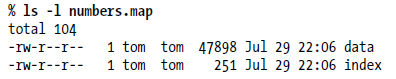 % ls -l numbers.map
total 104
-rw-r--r--   1 tom  tom  47898 Jul 29 22:06 data
-rw-r--r--   1 tom  tom    251 Jul 29 22:06 index